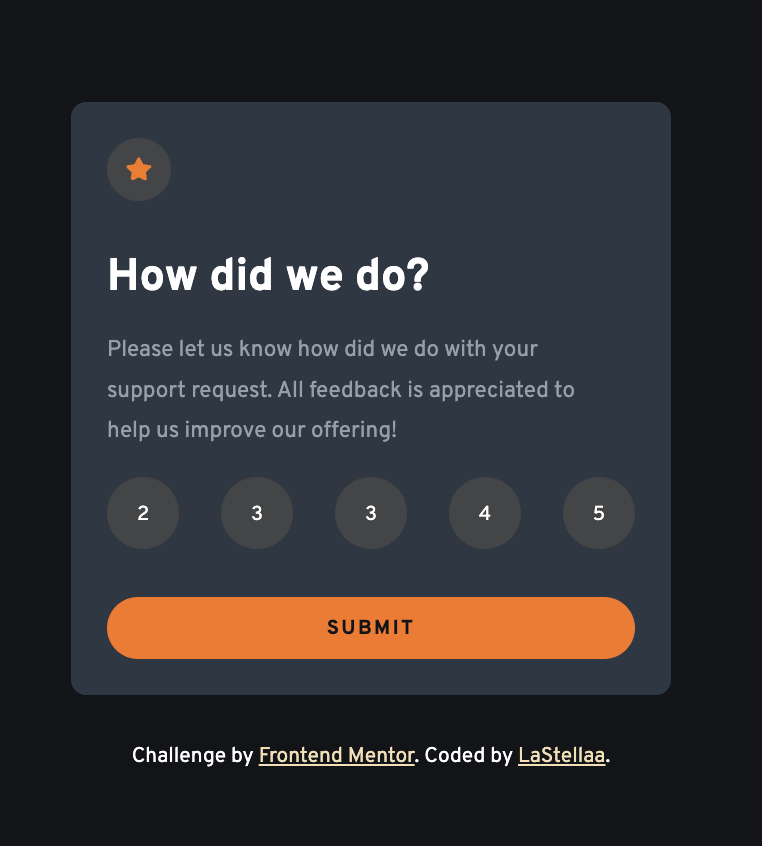 How did we do?
Please let us know how did we do with your
support request. All feedback is appreciated to
help us improve our offering!
2 3 3 4 5
SUBMIT
Challenge by Frontend Mentor. Coded by LaStellaa.